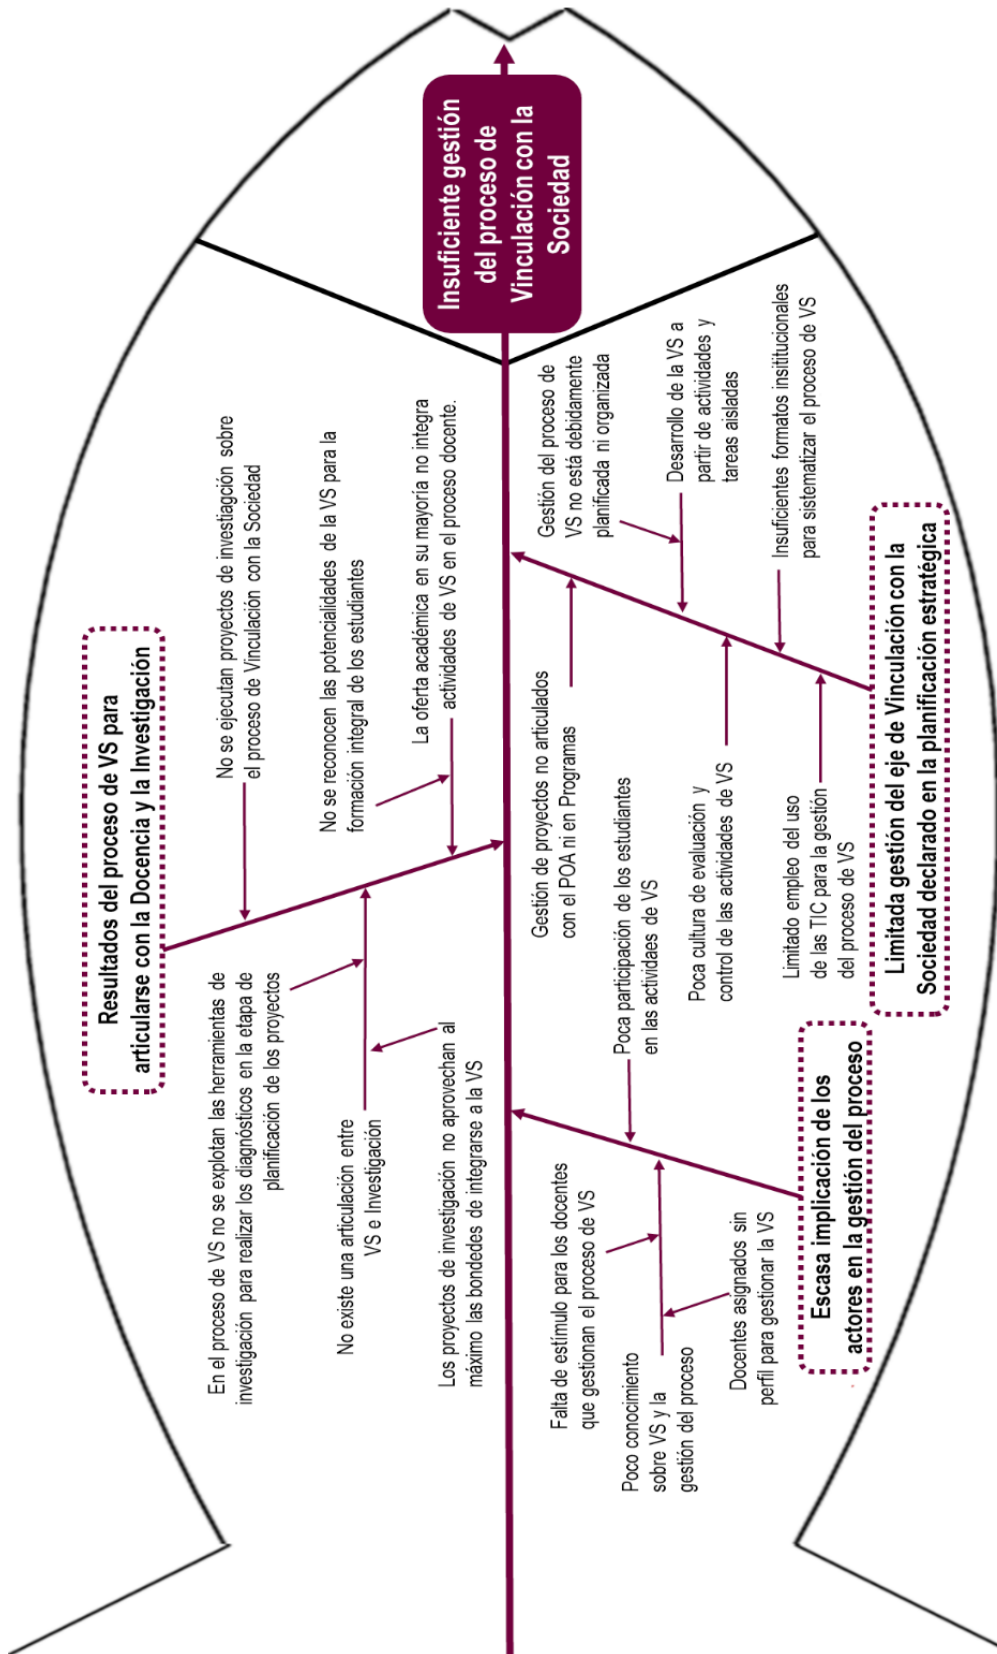 Resultados del proceso de VS para
articularse con la Docencia y la Investigación
En el proceso de VS no se explotan las herramientas de
investigación para realizar los diagnósticos en la etapa de
planificación de los proyectos
No existe una articulación entre
VS e Investigación
Los proyectos de investigación no aprovechan al
máximo las bondedes de integrarse a la VS
No se ejecutan proyectos de investiagción sobre
el proceso de Vinculación con la Sociedad
No se reconocen las potencialidades de la VS para la
formación integral de los estudiantes
La oferta académica en su mayoría no integra
actividades de VS en el proceso docente.
Insuficiente gestión
del proceso de
Vinculación con la
Sociedad
Falta de estímulo para los docentes
que gestionan el proceso de VS
Poco conocimiento
sobre VS y la
gestión del proceso
Docentes asignados sin
perfil para gestionar la VS
Poca participación de los estudiantes
en las actividaes de VS
Escasa implicación de los
actores en la gestión del proceso
Gestión de proyectos no articulados
con el POA ni en Programas
Poca cultura de evaluación y
control de las actividades de VS
Limitado empleo del uso
de las TIC para la gestión
del proceso de VS
Gestión del proceso de
VS no está debidamente
planificada ni organizada
Desarrollo de la VS a
partir de actividades y
tareas aisladas
Insuficientes formatos insititucionales
para sistematizar el proceso de VS
Limitada gestión del eje de Vinculación con la
Sociedad declarado en la planificación estratégica